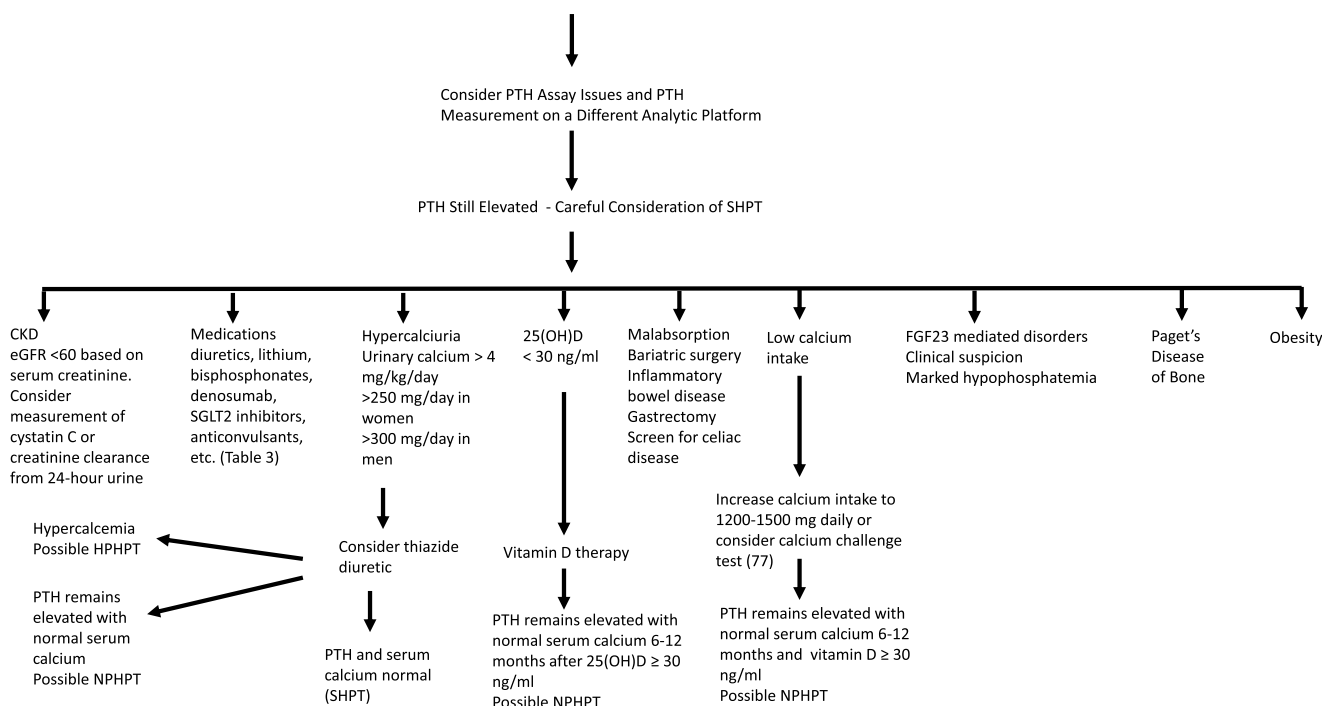 Consider PTH Assay Issues and PTH
Measurement on a Different Analytic Platform
PTH Still Elevated - Careful Consideration of SHPT
CKD
eGFR <60 based on
serum creatinine.
Consider
measurement of
cystatin C or
creatinine clearance
from 24-hour urine
Medications
diuretics, lithium,
bisphosphonates,
denosumab,
SGLT2 inhibitors,
anticonvulsants,
etc. (Table 3)
Hypercalciuria
Urinary calcium > 4
mg/kg/day
>250 mg/day in
women
>300 mg/day in
men
25(OH)D
< 30 ng/ml
Malabsorption
Bariatric surgery
Inflammatory
bowel disease
Gastrectomy
Screen for celiac
disease
Low calcium
intake
FGF23 mediated disorders
Clinical suspicion
Marked hypophosphatemia
Paget’s
Disease
of Bone
Obesity
Hypercalcemia
Possible HPHPT
PTH remains
elevated with
normal serum
calcium
Possible NPHPT
Consider thiazide
diuretic
PTH and serum
calcium normal
(SHPT)
Vitamin D therapy
PTH remains elevated with
normal serum calcium 6-12
months after 25(OH)D ≥ 30
ng/ml
Possible NPHPT
Increase calcium intake to
1200-1500 mg daily or
consider calcium challenge
test (77)
PTH remains elevated with
normal serum calcium 6-12
months and vitamin D ≥ 30
ng/ml
Possible NPHPT